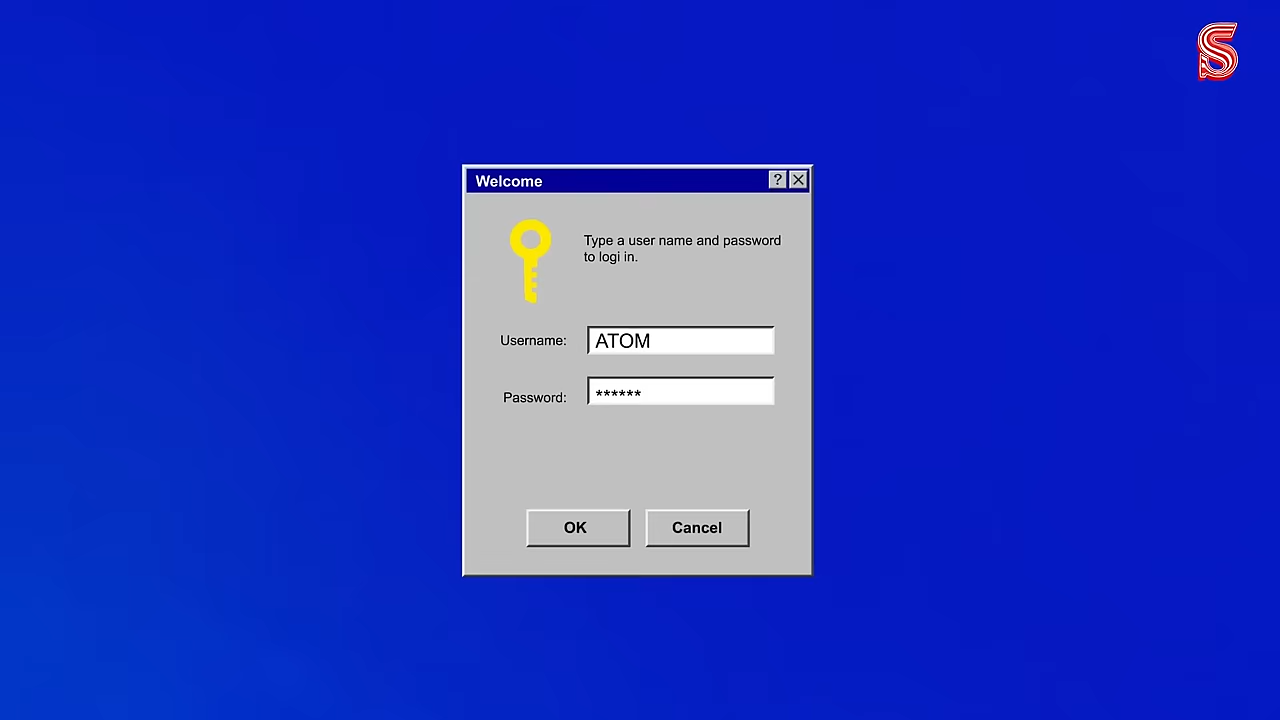 S
Welcome
?
Type a user name and password
to logi in.
Username: ATOM
Password: ******
OK Cancel